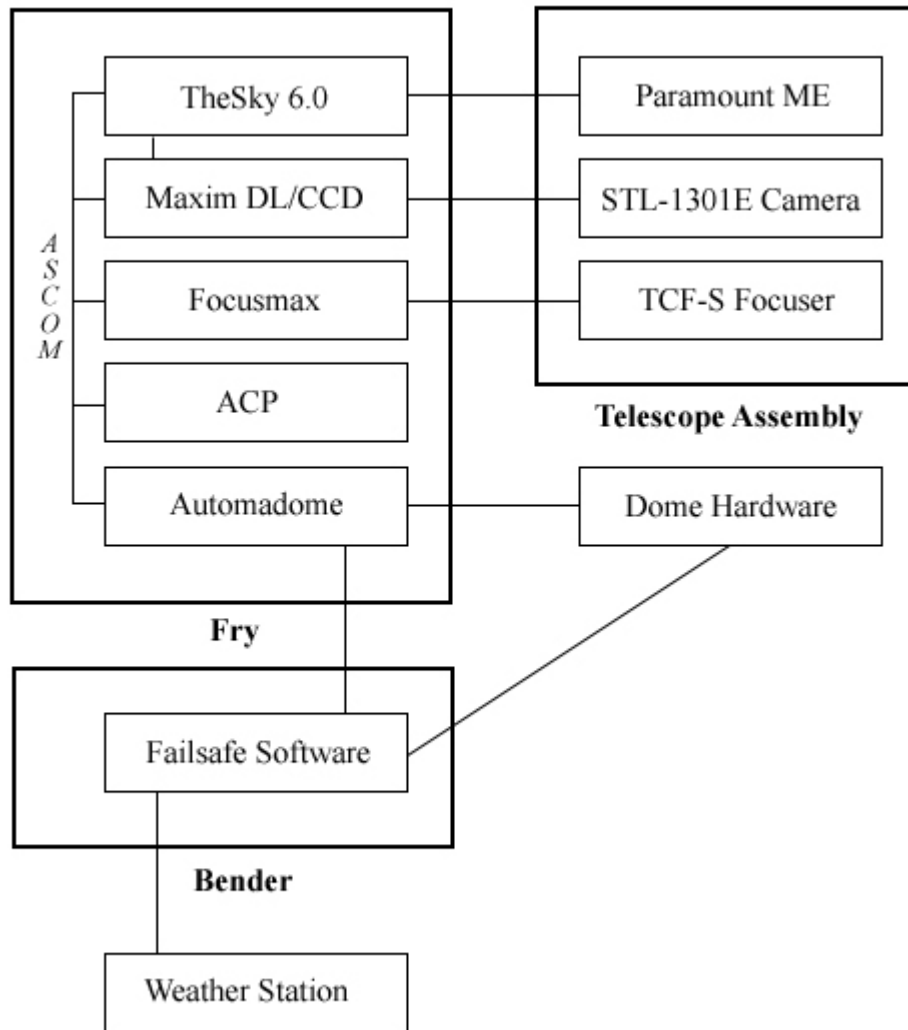 TheSky 6.0
Paramount ME
Maxim DL/CCD
STL-1301E Camera
ASCOM
Focusmax
TCF-S Focuser
ACP
Telescope Assembly
Automadome
Dome Hardware
Fry
Failsafe Software
Bender
Weather Station